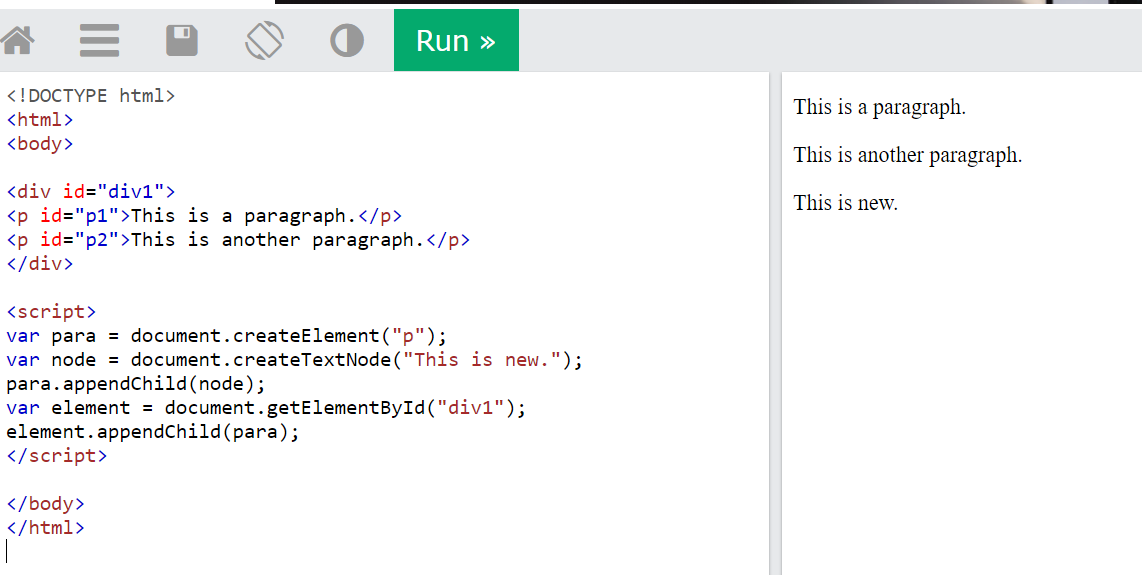 Run »
<!DOCTYPE html>
<html>
<body>
<div id="div1">
<p id="p1">This is a paragraph.</p>
<p id="p2">This is another paragraph.</p>
</div>
<script>
var para = document.createElement("p");
var node = document.createTextNode("This is new.");
para.appendChild(node);
var element = document.getElementById("div1");
element.appendChild(para);
</script>
</body>
</html>
This is a paragraph.
This is another paragraph.
This is new.